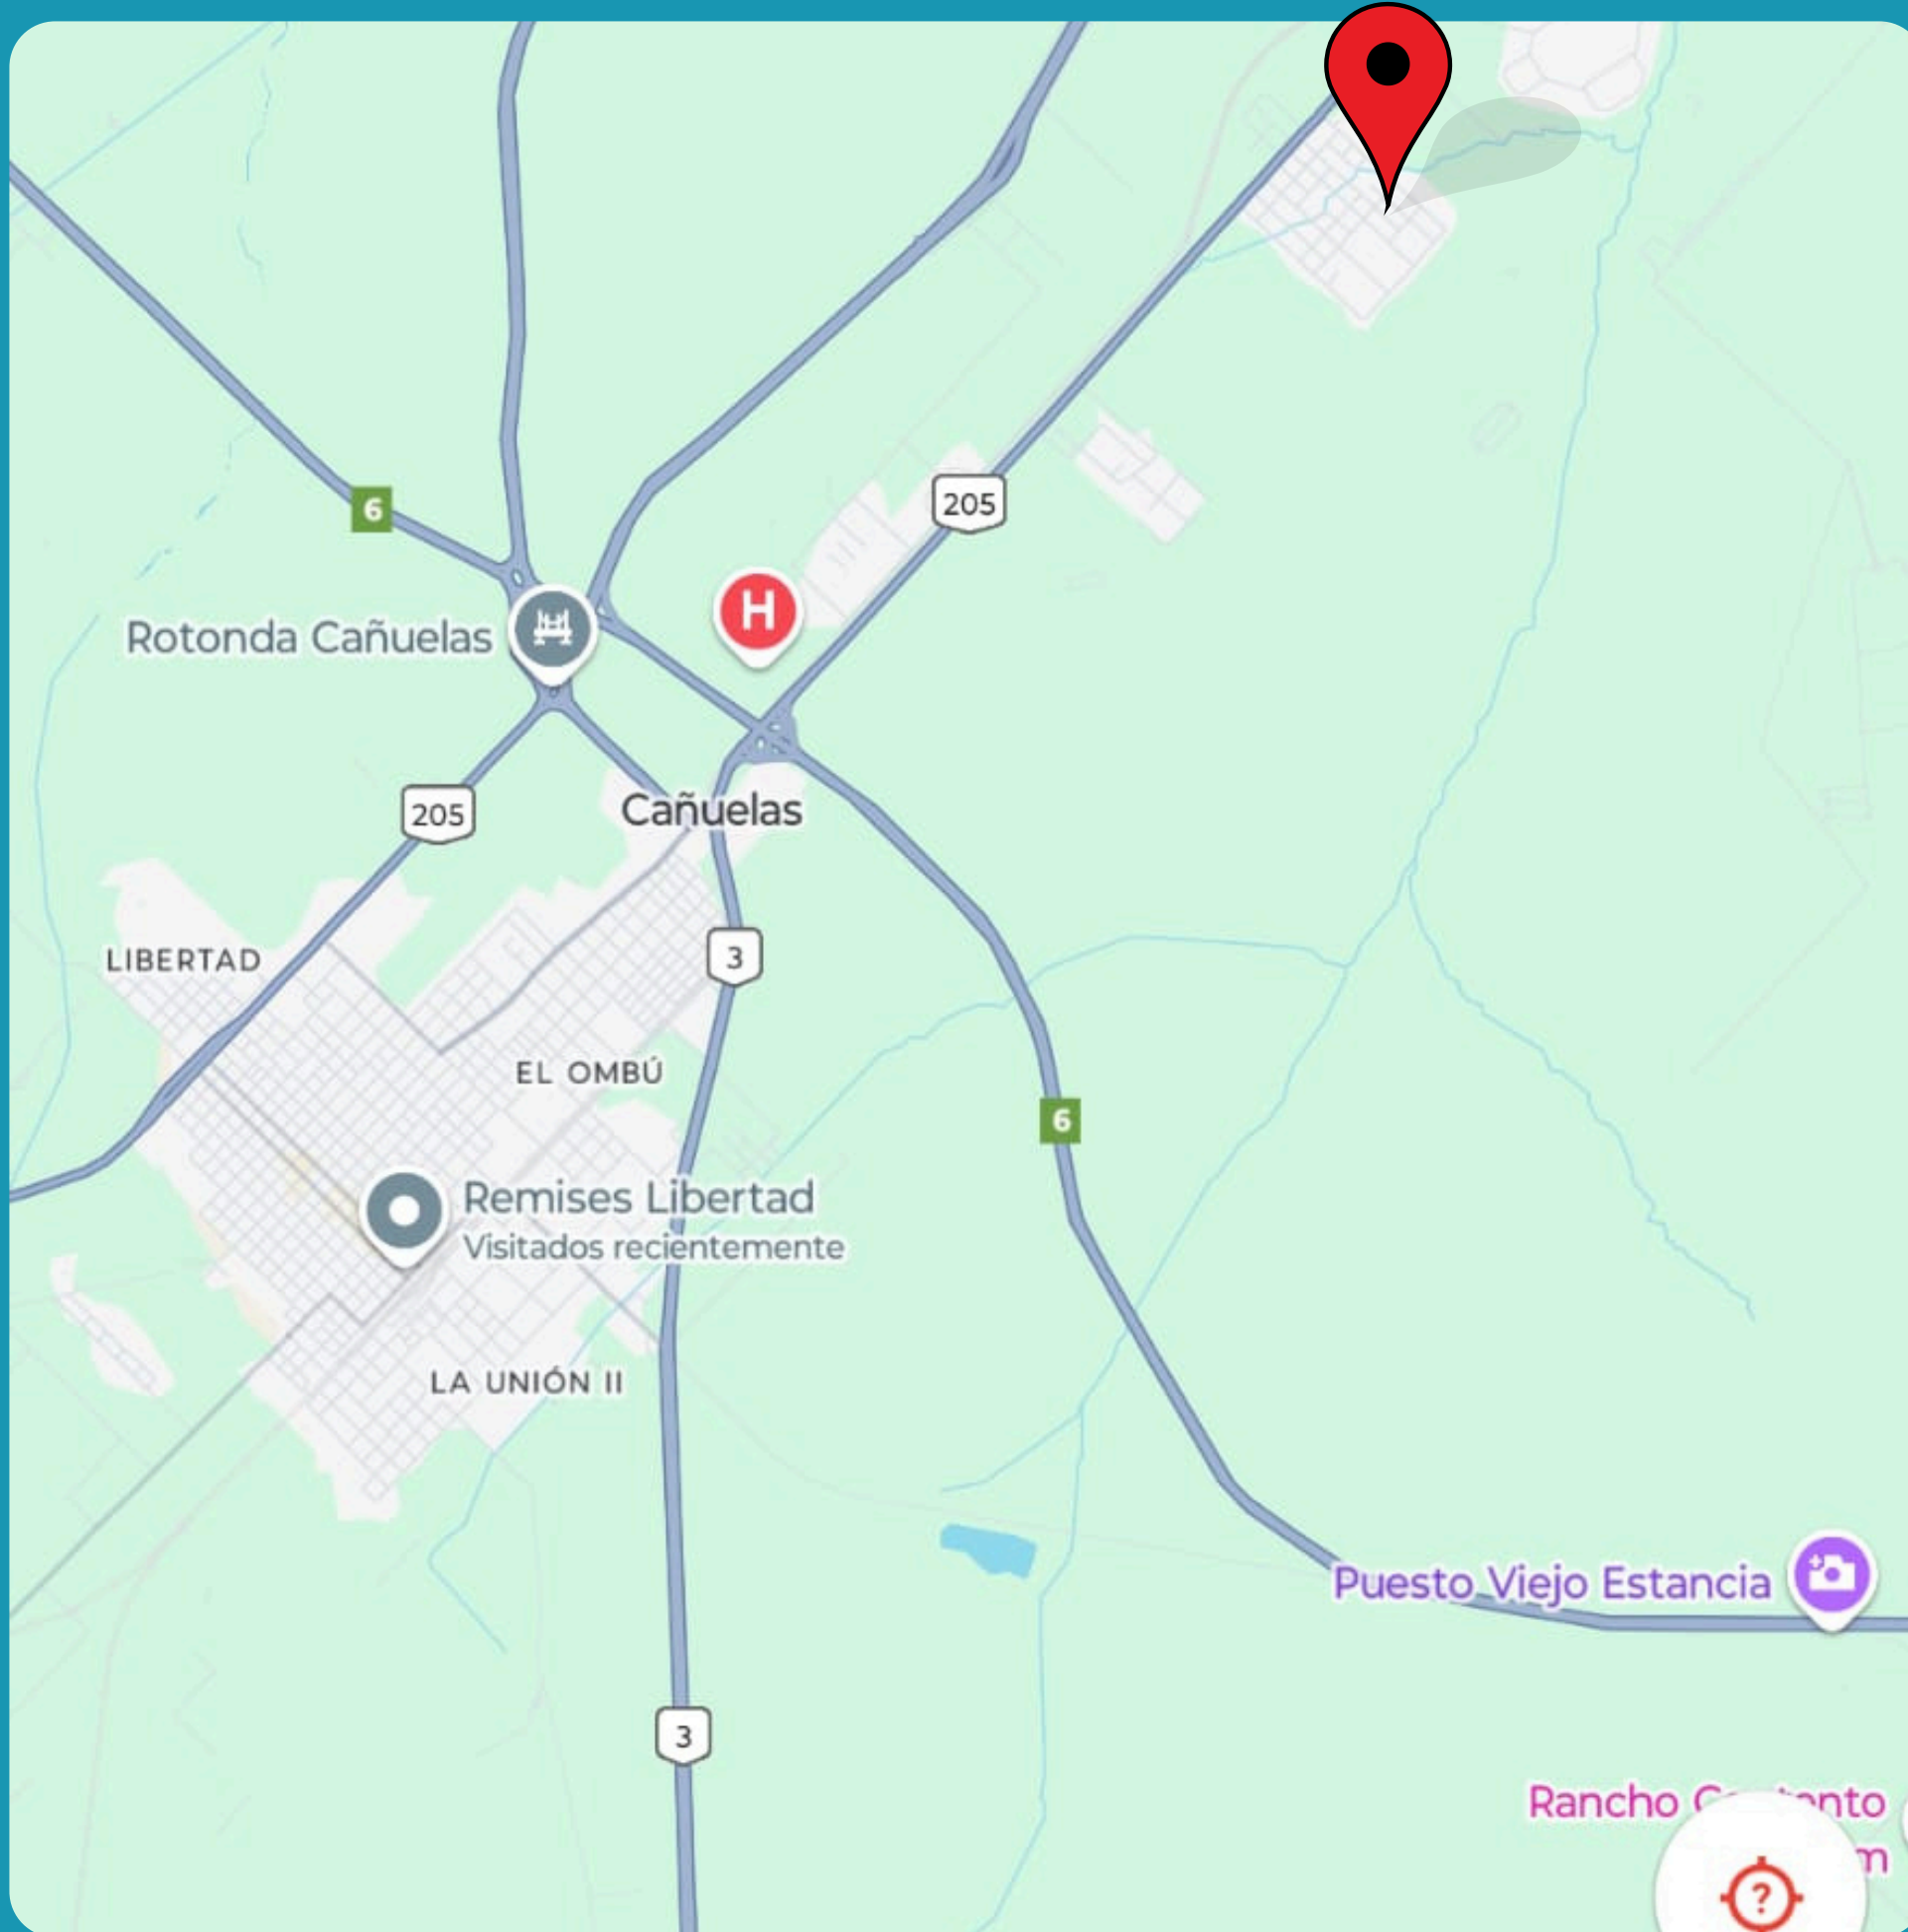 205
6
H
Rotonda Cañuelas
205
Cañuelas
LIBERTAD
3
EL OMBÚ
6
Remises Libertad
Visitados recientemente
LA UNIÓN II
Puesto Viejo Estancia
3
Rancho
?